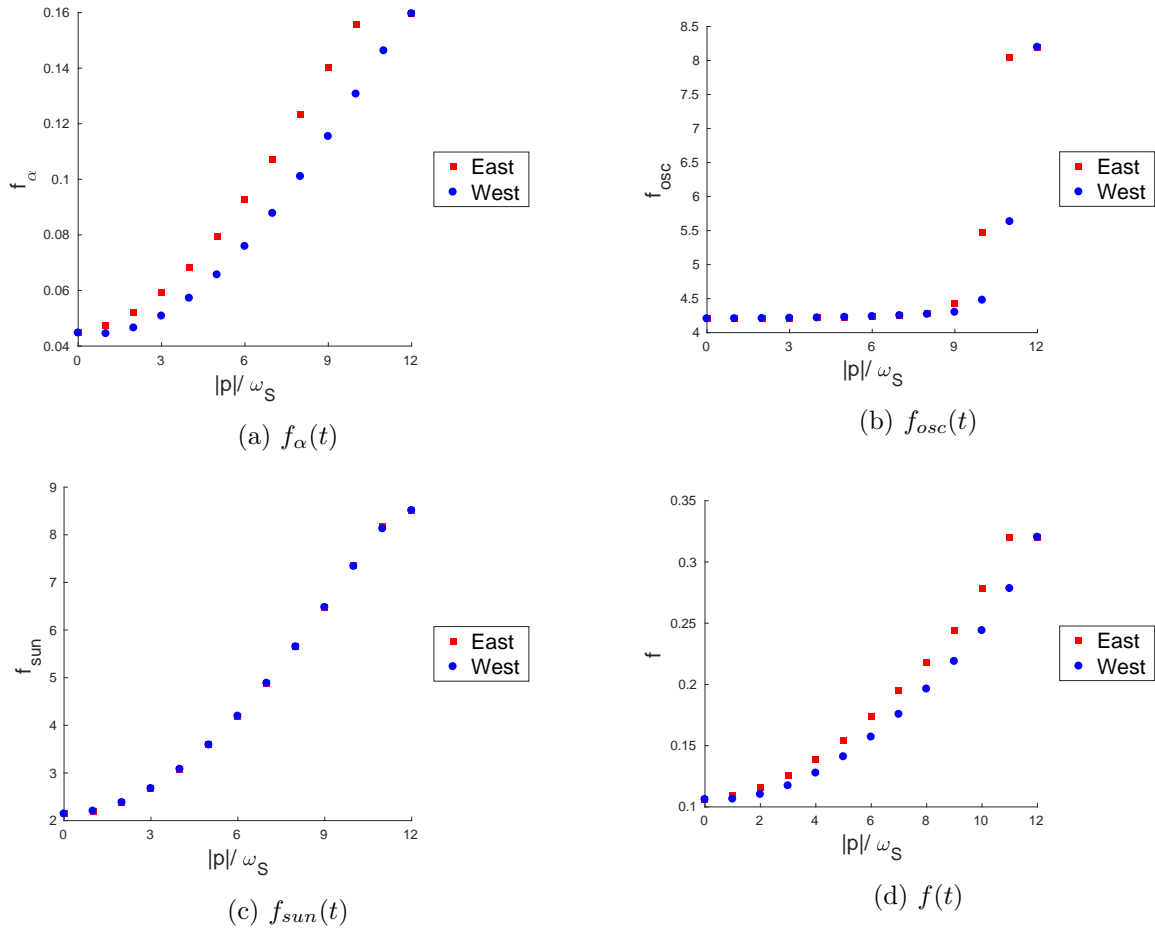 0.16
0.14
0.12
0.1
0.08
0.06
0.04
f_α
0 3 6 9 12
|p|/ ω_S
East
West
(a) f_α(t)
8.5
8
7.5
7
6.5
6
5.5
5
4.5
4
f_osc
0 3 6 9 12
|p|/ ω_S
East
West
(b) f_osc(t)
9
8
7
6
5
4
3
2
f_sun
0 3 6 9 12
|p|/ ω_S
East
West
(c) f_sun(t)
0.35
0.3
0.25
0.2
0.15
0.1
f
0 2 4 6 8 10 12
|p|/ ω_S
East
West
(d) f(t)